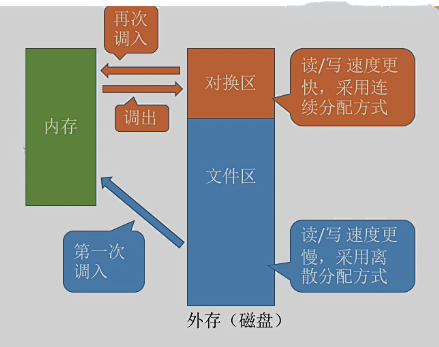 再次
调入
调出
内存
对换区
读/写 速度更
快，采用连
续分配方式
文件区
第一次
调入
读/写 速度更
慢，采用离
散分配方式
外存（磁盘）